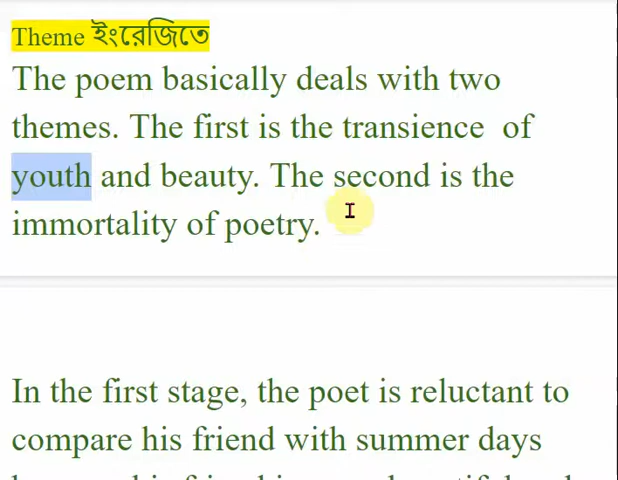 Theme ইংরেজিতে
The poem basically deals with two
themes. The first is the transience of
youth and beauty. The second is the
immortality of poetry.
In the first stage, the poet is reluctant to
compare his friend with summer days